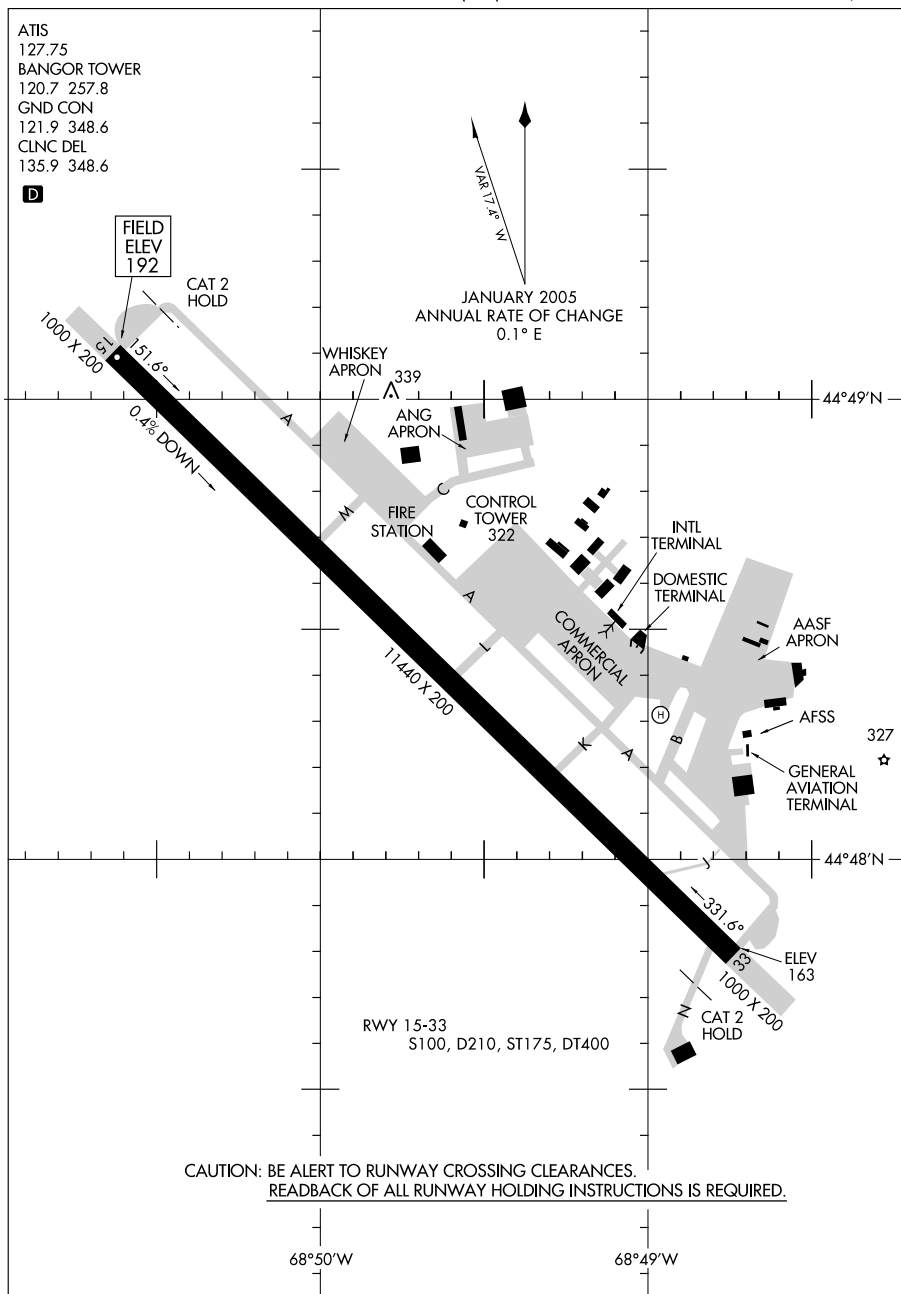 ATIS
127.75
BANGOR TOWER
120.7 257.8
GND CON
121.9 348.6
CLNC DEL
135.9 348.6
D
FIELD
ELEV
192
CAT 2
HOLD
VAR 17.4° W
JANUARY 2005
ANNUAL RATE OF CHANGE
0.1° E
1000 X 200
15
151.6°
0.4% DOWN
A
WHISKEY
APRON
339
44°49'N
ANG
APRON
M
C
FIRE
STATION
CONTROL
TOWER
322
INTL
TERMINAL
DOMESTIC
TERMINAL
AASF
APRON
A
L
COMMERCIAL
APRON
11440 X 200
H
K
A
B
AFSS
327
GENERAL
AVIATION
TERMINAL
44°48'N
J
331.6°
33
ELEV
163
1000 X 200
N
CAT 2
HOLD
RWY 15-33
S100, D210, ST175, DT400
CAUTION: BE ALERT TO RUNWAY CROSSING CLEARANCES.
READBACK OF ALL RUNWAY HOLDING INSTRUCTIONS IS REQUIRED.
68°50'W
68°49'W